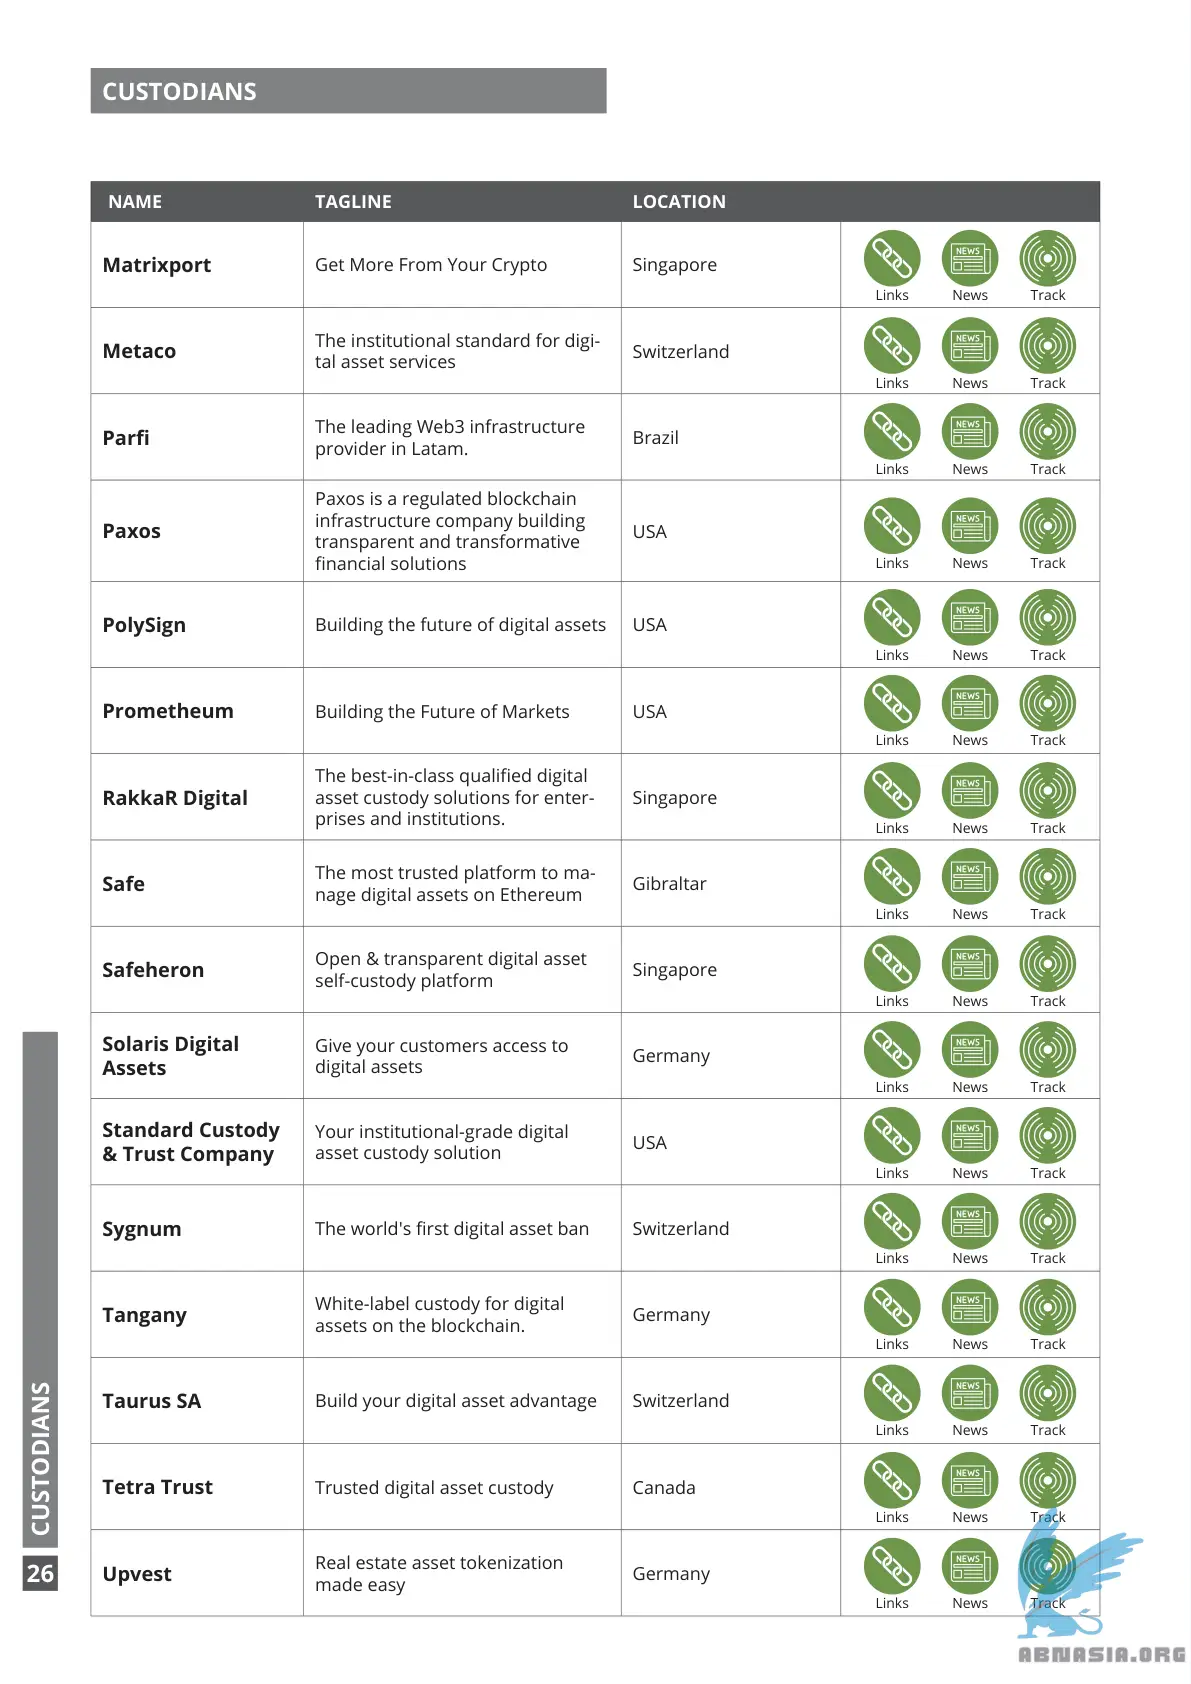 CUSTODIANS
NAME TAGLINE LOCATION
Matrixport
Get More From Your Crypto
Singapore
NEWS
Links News Track
Metaco
The institutional standard for digi-
tal asset services
Switzerland
NEWS
Links News Track
Parfi
The leading Web3 infrastructure
provider in Latam.
Brazil
NEWS
Links News Track
Paxos
Paxos is a regulated blockchain
infrastructure company building
transparent and transformative
financial solutions
USA
NEWS
Links News Track
PolySign
Building the future of digital assets
USA
NEWS
Links News Track
Prometheum
Building the Future of Markets
USA
NEWS
Links News Track
RakkaR Digital
The best-in-class qualified digital
asset custody solutions for enter-
prises and institutions.
Singapore
NEWS
Links News Track
Safe
The most trusted platform to ma-
nage digital assets on Ethereum
Gibraltar
NEWS
Links News Track
Safeheron
Open & transparent digital asset
self-custody platform
Singapore
NEWS
Links News Track
Solaris Digital
Assets
Give your customers access to
digital assets
Germany
NEWS
Links News Track
Standard Custody
& Trust Company
Your institutional-grade digital
asset custody solution
USA
NEWS
Links News Track
Sygnum
The world's first digital asset ban
Switzerland
NEWS
Links News Track
Tangany
White-label custody for digital
assets on the blockchain.
Germany
NEWS
Links News Track
Taurus SA
Build your digital asset advantage
Switzerland
NEWS
Links News Track
Tetra Trust
Trusted digital asset custody
Canada
NEWS
Links News Track
Upvest
Real estate asset tokenization
made easy
Germany
NEWS
Links News Track
CUSTODIANS
26
ABNASIA.ORG